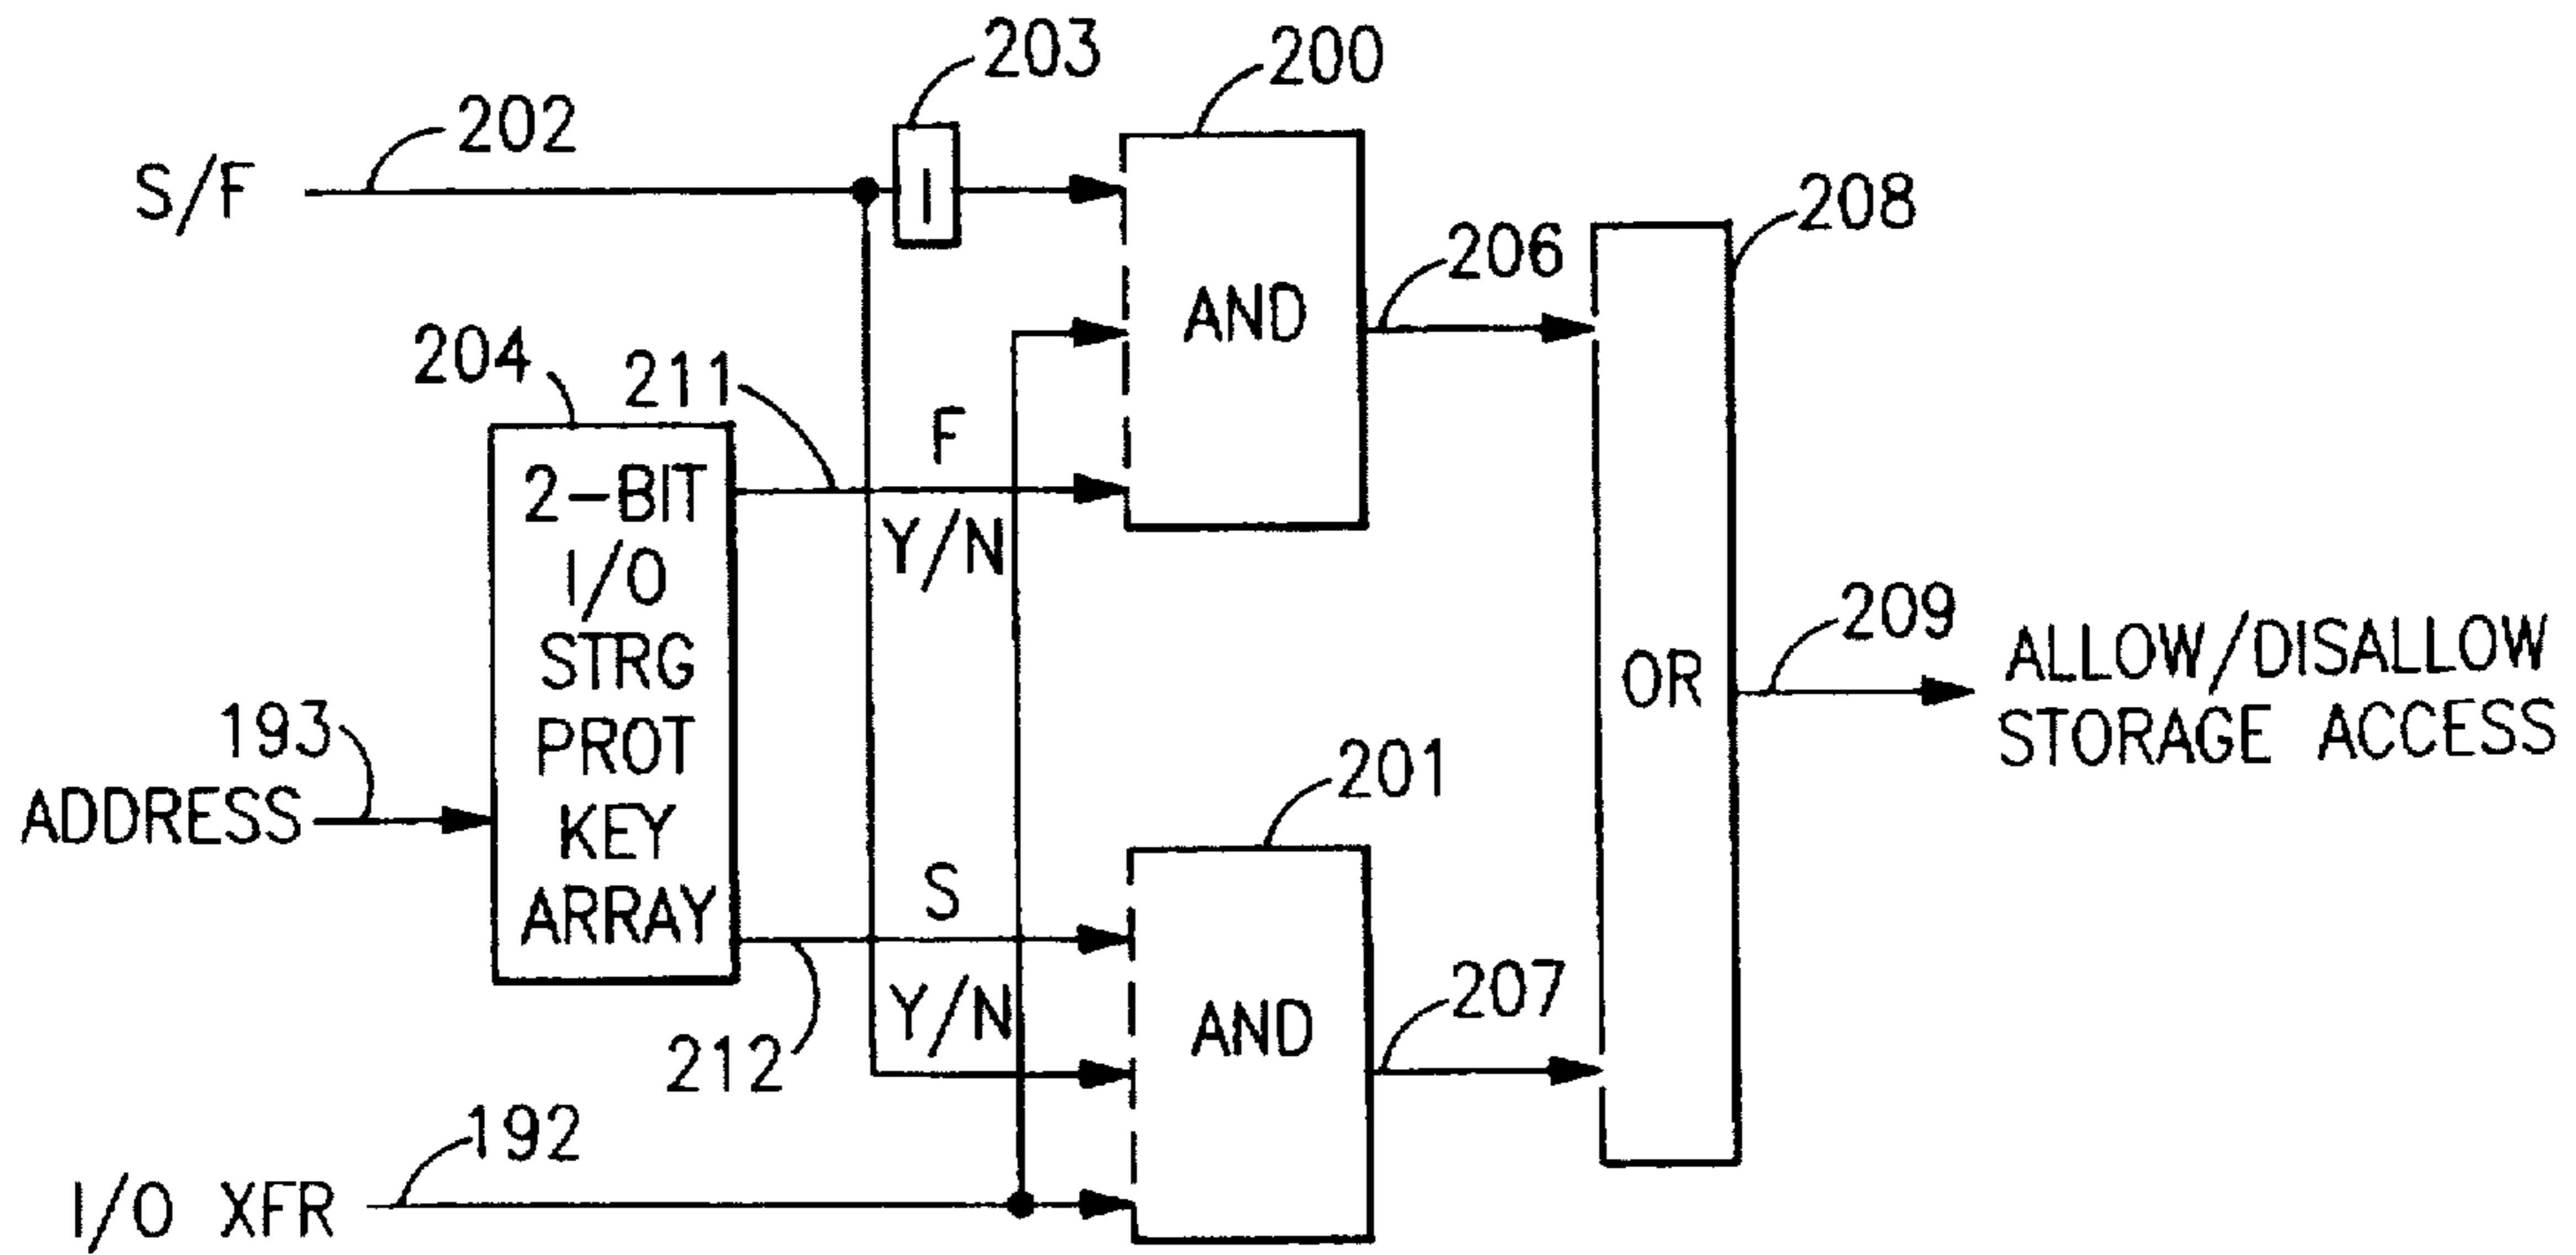 203
200
202
S/F
I
208
206
AND
204
211
F
2-BIT
I/O
STRG
PROT
KEY
ARRAY
Y/N
209
ALLOW/DISALLOW
STORAGE ACCESS
OR
193
ADDRESS
201
S
Y/N
AND
207
212
192
I/O XFR